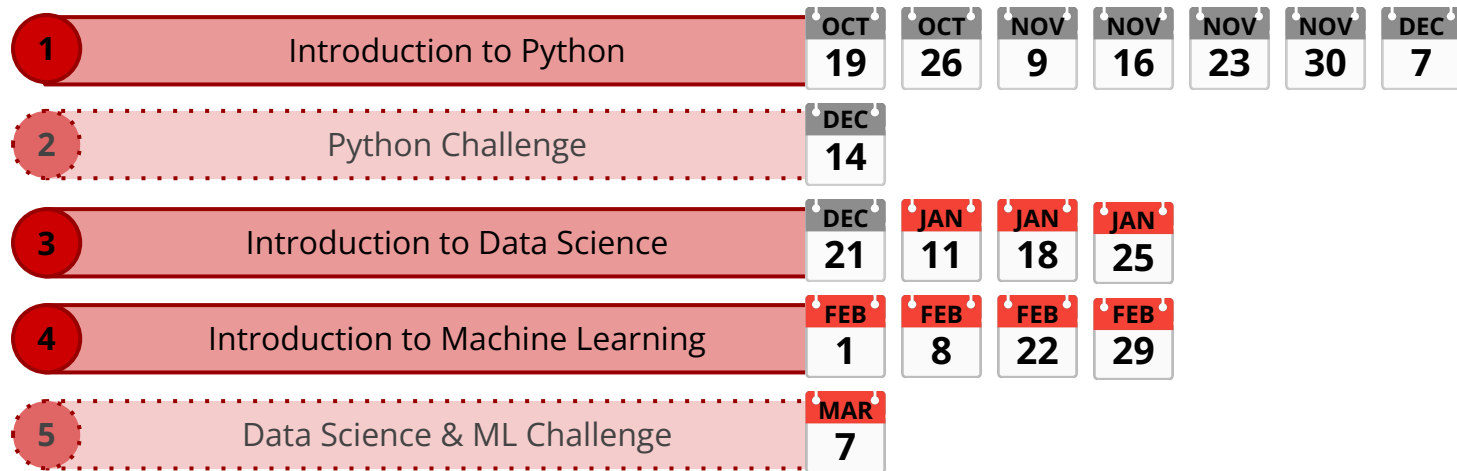 1 Introduction to Python OCT 19 OCT 26 NOV 9 NOV 16 NOV 23 NOV 30 DEC 7
2 Python Challenge DEC 14
3 Introduction to Data Science DEC 21 JAN 11 JAN 18 JAN 25
4 Introduction to Machine Learning FEB 1 FEB 8 FEB 22 FEB 29
5 Data Science & ML Challenge MAR 7